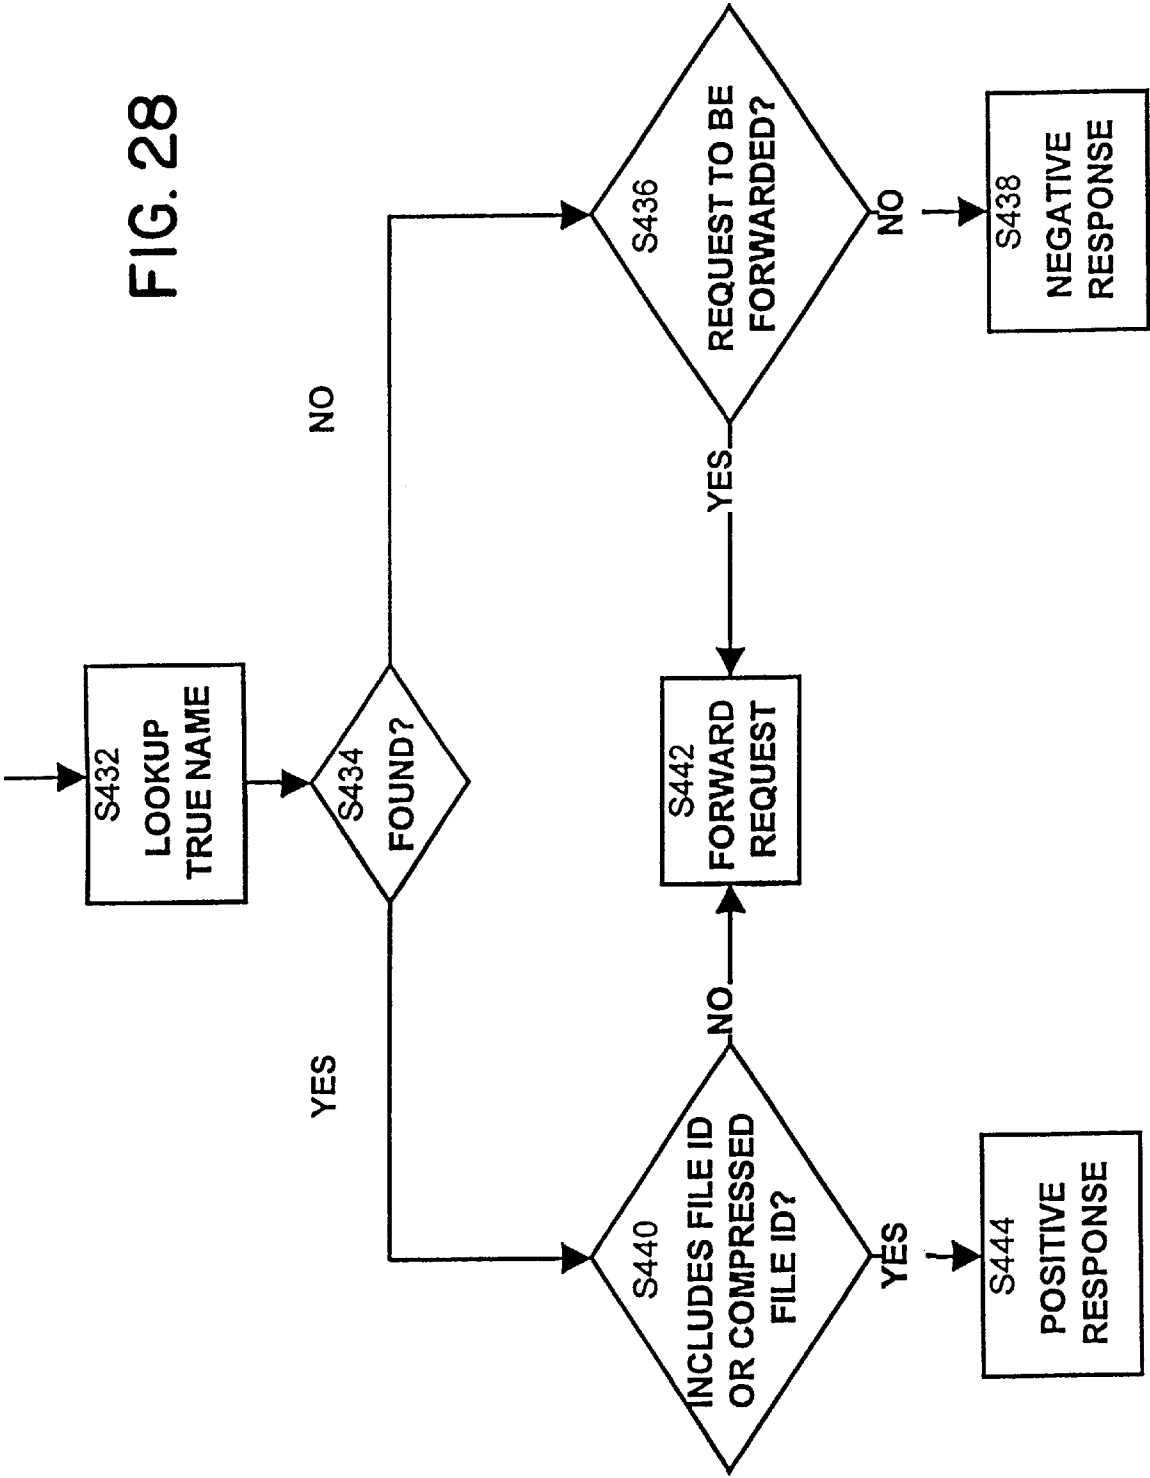 FIG. 28
S432
LOOKUP
TRUE NAME
S434
FOUND?
YES
NO
S440
INCLUDES FILE ID
OR COMPRESSED
FILE ID?
NO
S442
FORWARD
REQUEST
YES
S436
REQUEST TO BE
FORWARDED?
YES
NO
S444
POSITIVE
RESPONSE
S438
NEGATIVE
RESPONSE